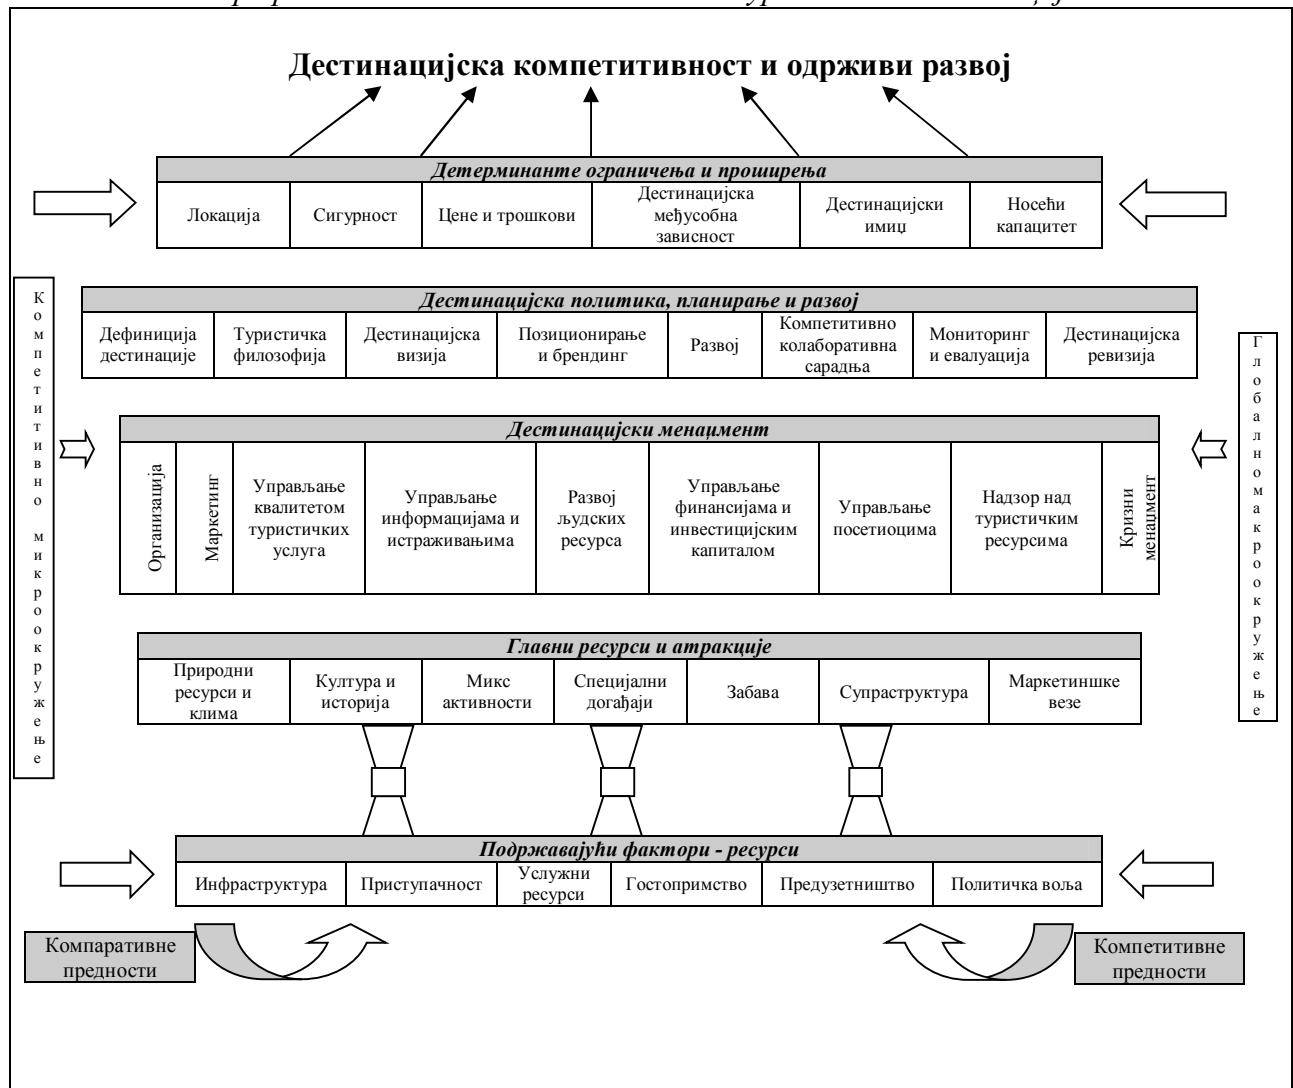 Дестинацијска компетитивност и одрживи развој
Детерминанте ограничења и проширења
Локација
Сигурност
Цене и трошкови
Дестинацијска
међусобна
зависност
Дестинацијски
имиџ
Носећи
капацитет
Компетитивно микроокружење
Дестинацијска политика, планирање и развој
Дефиниција
дестинације
Туристичка
филозофија
Дестинацијска
визија
Позиционирање
и брендинг
Развој
Компетитивно
колаборативна
сарадња
Мониторинг
и евалуација
Дестинацијска
ревизија
Глобално макроокружење
Дестинацијски менаџмент
Организација
Маркетинг
Управљање
квалитетом
туристичких
услуга
Управљање
информацијама и
истраживањима
Развој
људских
ресурса
Управљање
финансијама и
инвестицијским
капиталом
Управљање
посетиоцима
Надзор над
туристичким
ресурсима
Кризни
менаџмент
Главни ресурси и атракције
Природни
ресурси и
клима
Култура и
историја
Микс
активности
Специјални
догађаји
Забава
Супраструктура
Маркетиншке
везе
Подржавајући фактори - ресурси
Инфраструктура
Приступачност
Услужни
ресурси
Гостопримство
Предузетништво
Политичка воља
Компаративне
предности
Компетитивне
предности